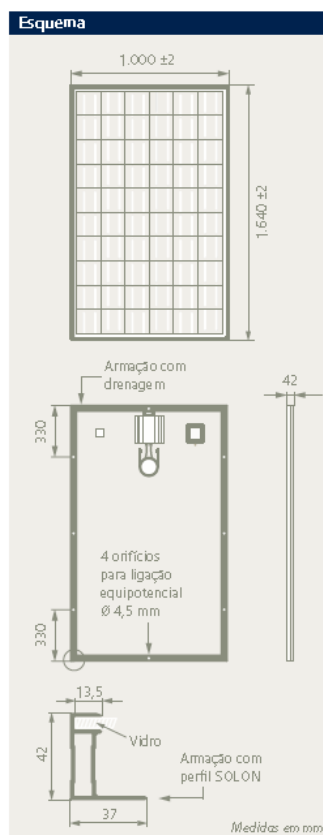 Esquema
1.000 ±2
1.640 ±2
Armação com
drenagem
42
330
4 orifícios
para ligação
equipotencial
Ø 4,5 mm
330
13,5
Vidro
42
Armação com
perfil SOLON
37
Medidas em mm